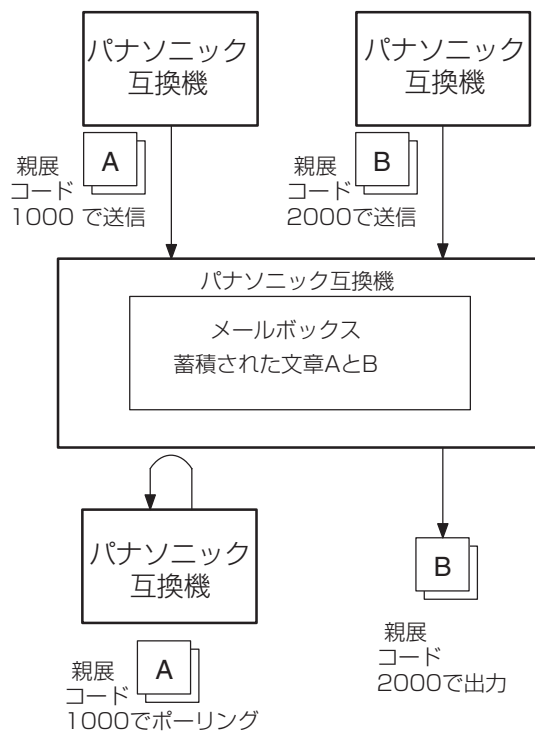 パナソニック
互換機
パナソニック
互換機
A
親展
コード
1000 で送信
B
親展
コード
2000で送信
パナソニック互換機
メールボックス
蓄積された文章AとB
パナソニック
互換機
A
親展
コード
1000でポーリング
B
親展
コード
2000で出力